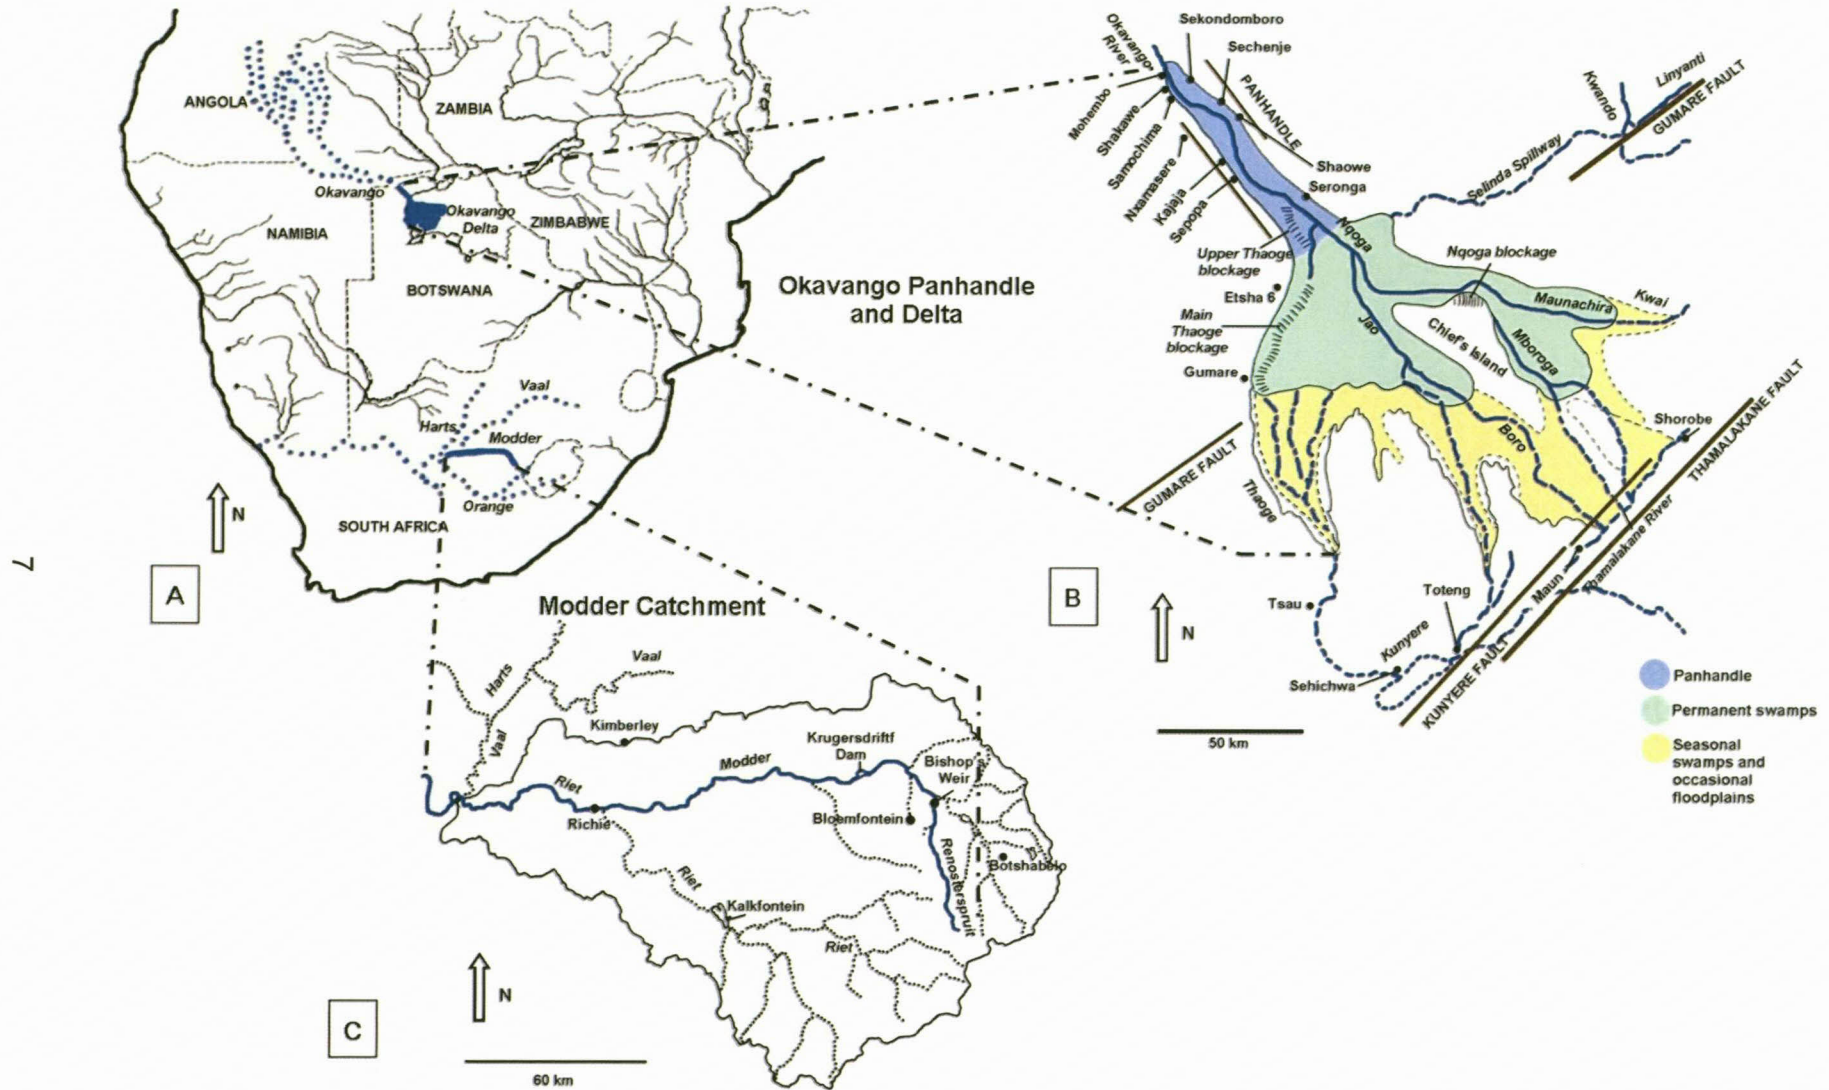 ANGOLA
ZAMBIA
Okavango
Okavango
Delta
ZIMBABWE
NAMIBIA
BOTSWANA
Vaal
Harts
Modder
Orange
SOUTH AFRICA
N
A
7
Okavango Panhandle
and Delta
Okavango
River
Sekondomboro
Sechenje
PANHANDLE
Mohembo
Shakawe
Samochima
Nxamasere
Kajaja
Sepopa
Shaowe
Seronga
Kwando
Linyanti
GUMARE FAULT
Selinda Spillway
Nqoga
Upper Thaoge
blockage
Nqoga blockage
Etsha 6
Maunachira
Kwai
Main
Thaoge
blockage
Jao
Chief's Island
Mboroga
Gumare
Shorobe
THAMALAKANE FAULT
Boro
GUMARE FAULT
Thaoge
Thamalakane River
Maun
Toteng
Tsau
Kunyere
Sehichwa
KUNYERE FAULT
B
N
50 km
Panhandle
Permanent swamps
Seasonal
swamps and
occasional
floodplains
Modder Catchment
Harts
Vaal
Vaal
Kimberley
Krugersdriftf
Dam
Modder
Bishop's
Weir
Riet
Richie
Bloemfontein
Renosterspruit
Botshabelo
Riet
Kalkfontein
Riet
N
C
60 km